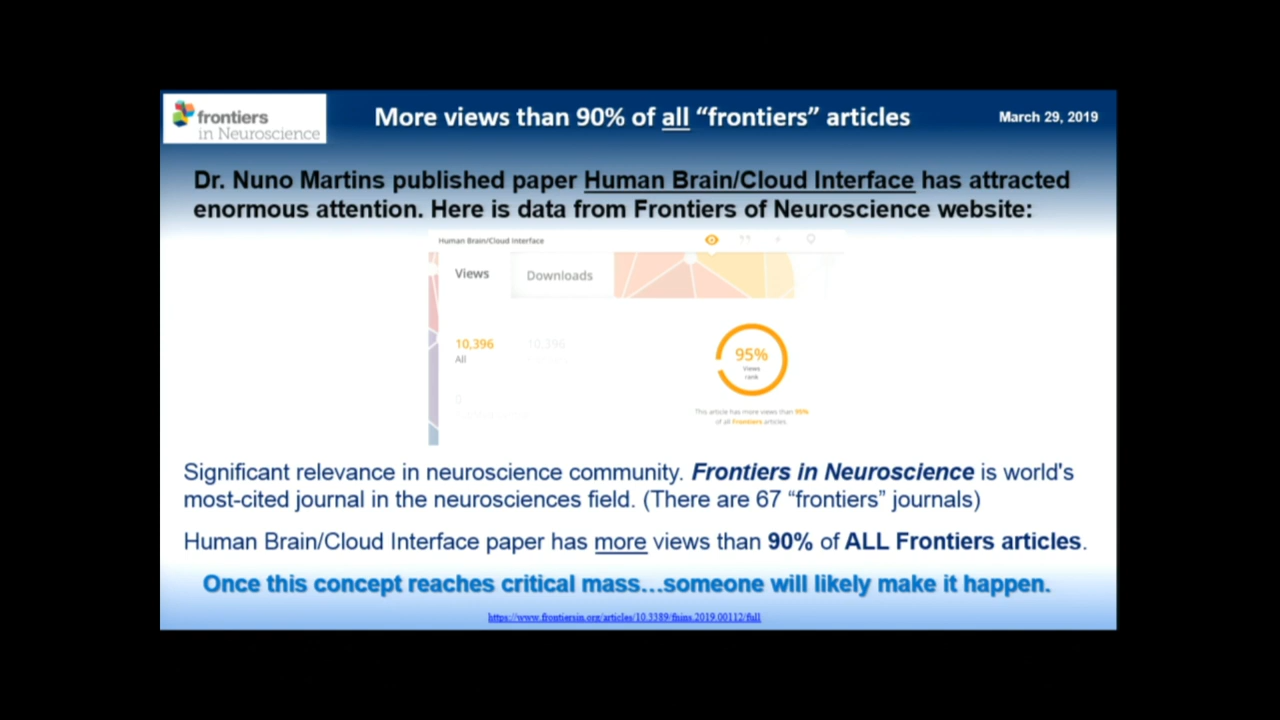 frontiers
in Neuroscience
More views than 90% of all “frontiers” articles
March 29, 2019
Dr. Nuno Martins published paper Human Brain/Cloud Interface has attracted
enormous attention. Here is data from Frontiers of Neuroscience website:
Human Brain/Cloud Interface
Views
Downloads
10,396
10,396
All
0
95%
Views
rank
This article has more views than
of all Frontiers articles.
Significant relevance in neuroscience community. Frontiers in Neuroscience is world's
most-cited journal in the neurosciences field. (There are 67 “frontiers” journals)
Human Brain/Cloud Interface paper has more views than 90% of ALL Frontiers articles.
Once this concept reaches critical mass…someone will likely make it happen.
https://www.frontiersin.org/articles/10.3389/fnins.2019.00112/full